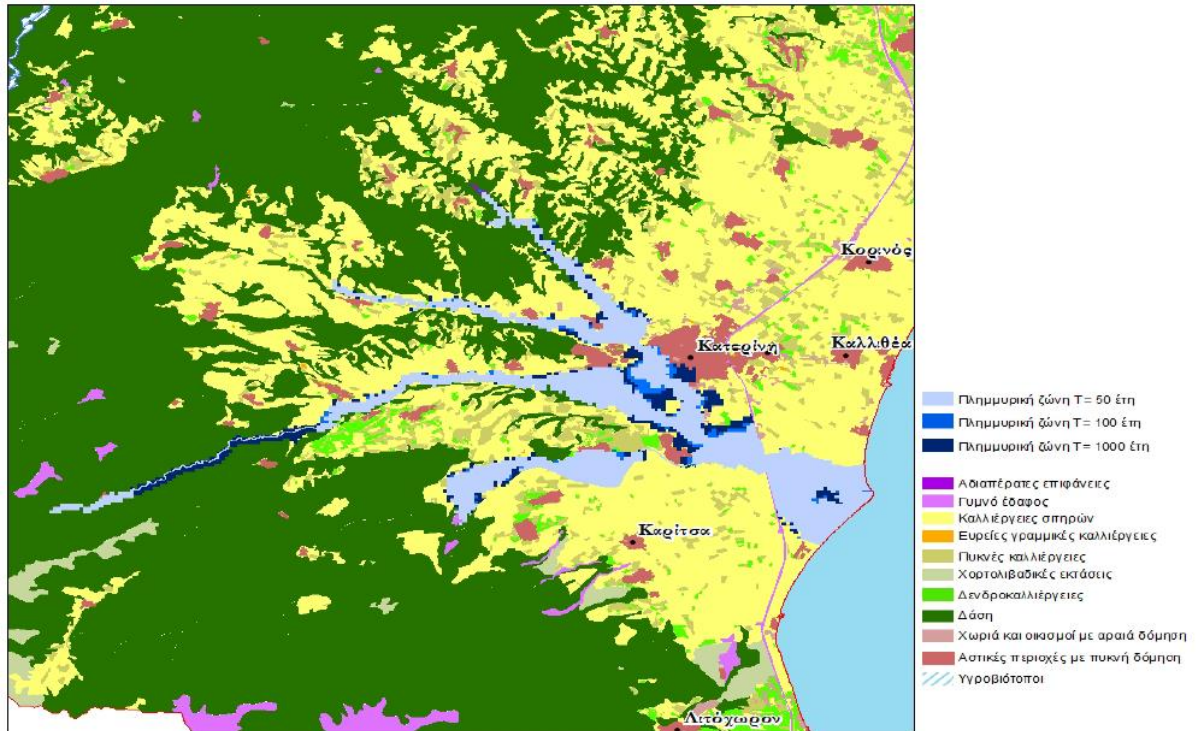 Κορινός
Κατερίνη
Καλλιθέα
Καρίτσα
Λιτόχωρον
Πλημμυρική ζώνη Τ= 50 έτη
Πλημμυρική ζώνη Τ= 100 έτη
Πλημμυρική ζώνη Τ= 1000 έτη
Αδιαπέρατες επιφάνειες
Γυμνό έδαφος
Καλλιέργειες σιτηρών
Ευρείες γραμμικές καλλιέργειες
Πυκνές καλλιέργειες
Χορτολιβαδικές εκτάσεις
Δενδροκαλλιέργειες
Δάση
Χωριά και οικισμοί με αραιά δόμηση
Αστικές περιοχές με πυκνή δόμηση
Υγροβιότοποι